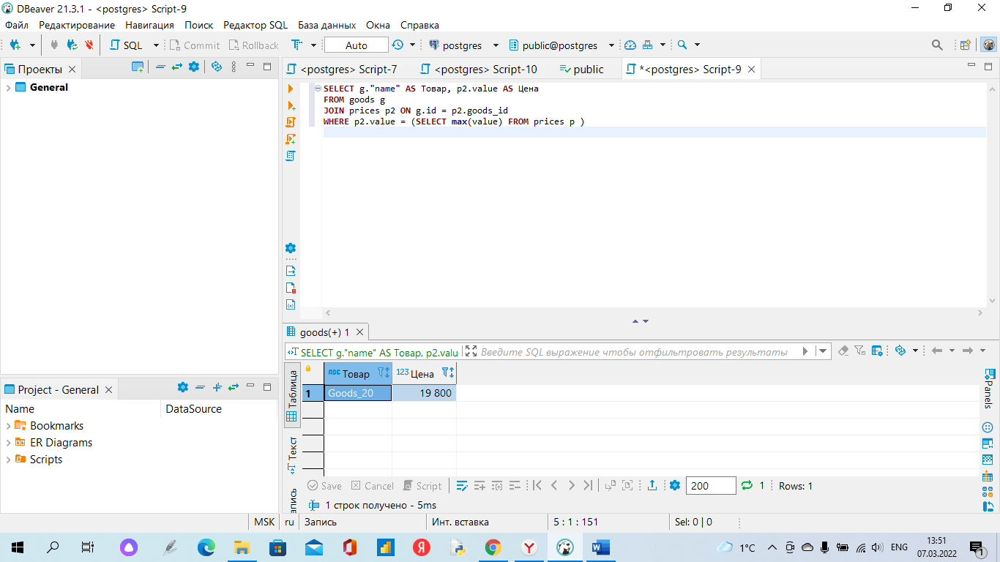 DBeaver 21.3.1 - <postgres> Script-9
Файл Редактирование Навигация Поиск Редактор SQL База данных Окна Справка
SQL Commit Rollback Auto postgres public@postgres
Проекты
General
<postgres> Script-7 <postgres> Script-10 public *<postgres> Script-9
SELECT g."name" AS Товар, p2.value AS Цена
FROM goods g
JOIN prices p2 ON g.id = p2.goods_id
WHERE p2.value = (SELECT max(value) FROM prices p )
goods(+) 1
SELECT g."name" AS Товар, p2.valu Введите SQL выражение чтобы отфильтровать результаты
Таблица
Текст
апись
Panels
ABC Товар 123 Цена
1 Goods_20 19 800
Project - General
Name DataSource
Bookmarks
ER Diagrams
Scripts
Save Cancel Script 200 1 Rows: 1
1 строк получено - 5ms
MSK ru Запись Инт. вставка 5 : 1 : 151 Sel: 0 | 0
1°C ENG 13:51
07.03.2022
1